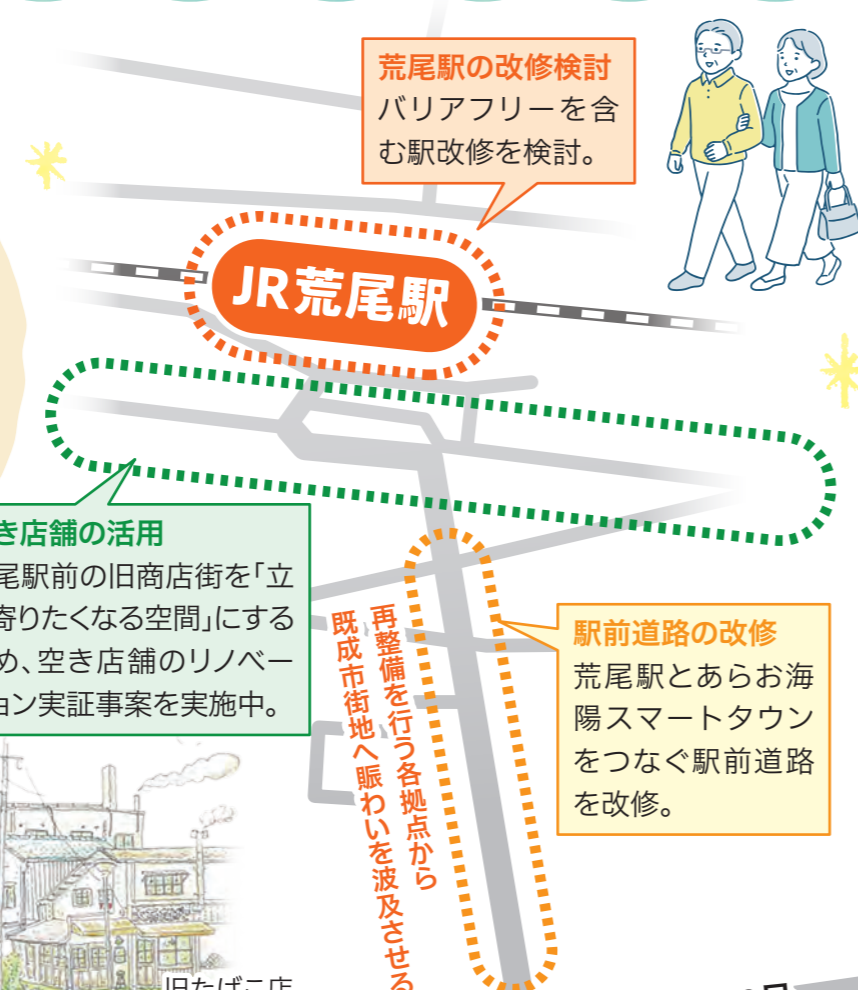 荒尾駅の改修検討
バリアフリーを含
む駅改修を検討。
JR荒尾駅
き店舗の活用
尾駅前の旧商店街を「立
寄りたくなる空間」にする
め、空き店舗のリノベー
ョン実証事案を実施中。
再整備を行う各拠点から
既成市街地へ賑わいを波及させる
駅前道路の改修
荒尾駅とあらお海
陽スマートタウン
をつなぐ駅前道路
を改修。
旧たばこ店